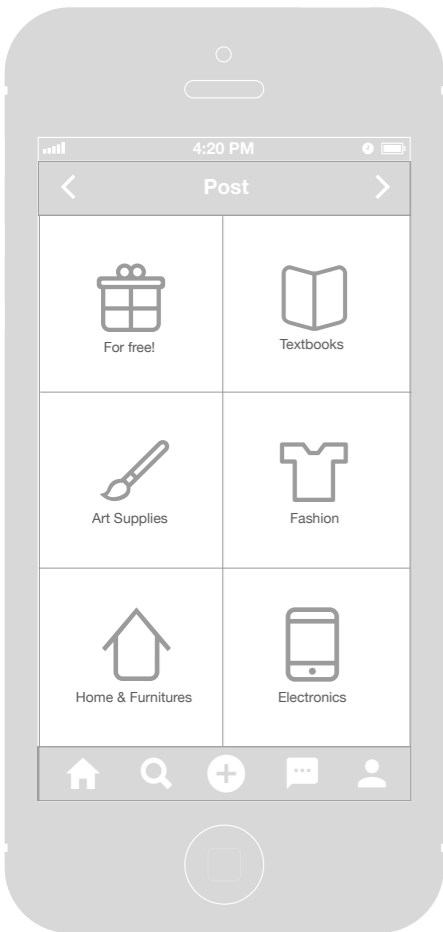 4:20 PM
Post
For free!
Textbooks
Art Supplies
Fashion
Home & Furnitures
Electronics